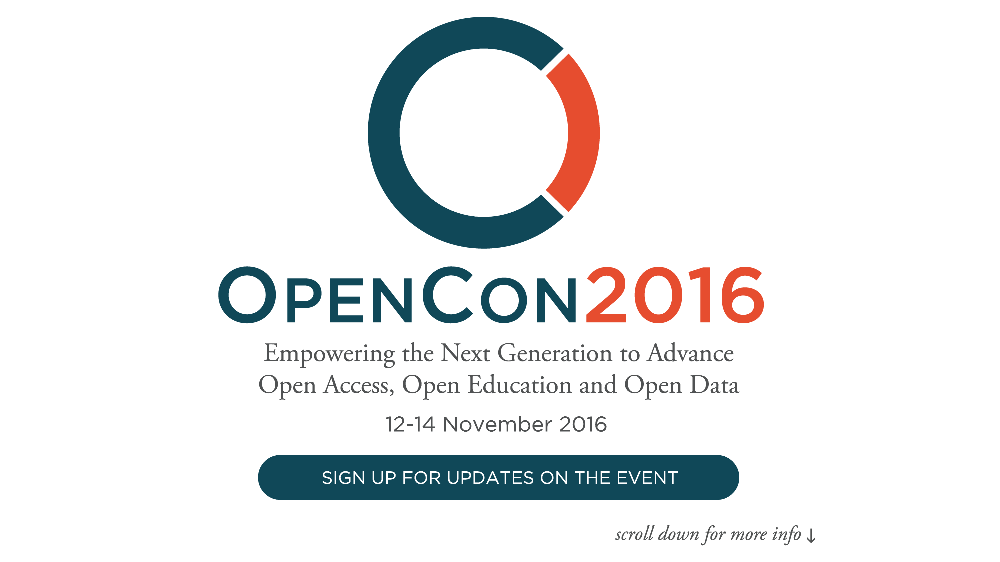 OPENCON2016
Empowering the Next Generation to Advance
Open Access, Open Education and Open Data
12-14 November 2016
SIGN UP FOR UPDATES ON THE EVENT
scroll down for more info ↓